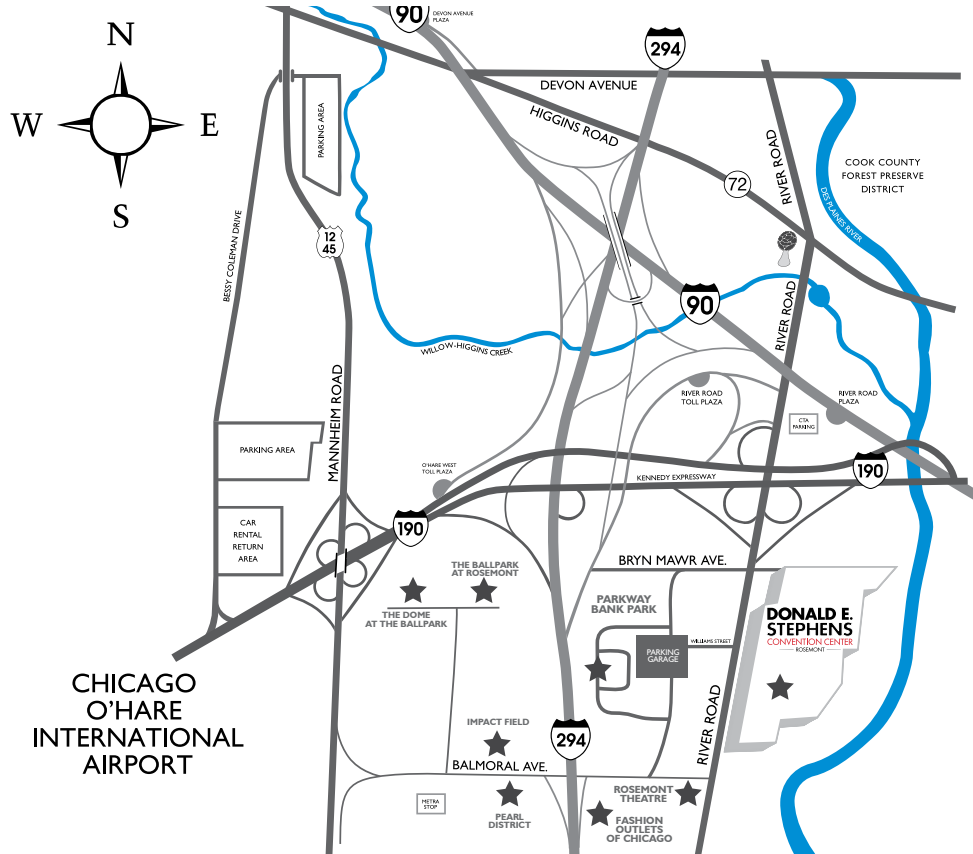 N
W
E
S
90
DEVON AVENUE
PLAZA
294
DEVON AVENUE
HIGGINS ROAD
PARKING AREA
RIVER ROAD
72
COOK COUNTY
FOREST PRESERVE
DISTRICT
DES PLAINES RIVER
12
45
BESSY COLEMAN DRIVE
90
RIVER ROAD
WILLOW-HIGGINS CREEK
MANNHEIM ROAD
RIVER ROAD
TOLL PLAZA
RIVER ROAD
PLAZA
CTA
PARKING
PARKING AREA
O'HARE WEST
TOLL PLAZA
KENNEDY EXPRESSWAY
190
190
CAR
RENTAL
RETURN
AREA
BRYN MAWR AVE.
THE BALLPARK
AT ROSEMONT
THE DOME
AT THE BALLPARK
PARKWAY
BANK PARK
WILLIAMS STREET
PARKING
GARAGE
DONALD E.
STEPHENS
CONVENTION CENTER
ROSEMONT
CHICAGO
O'HARE
INTERNATIONAL
AIRPORT
RIVER ROAD
IMPACT FIELD
294
BALMORAL AVE.
METRA
STOP
PEARL
DISTRICT
ROSEMONT
THEATRE
FASHION
OUTLETS
OF CHICAGO